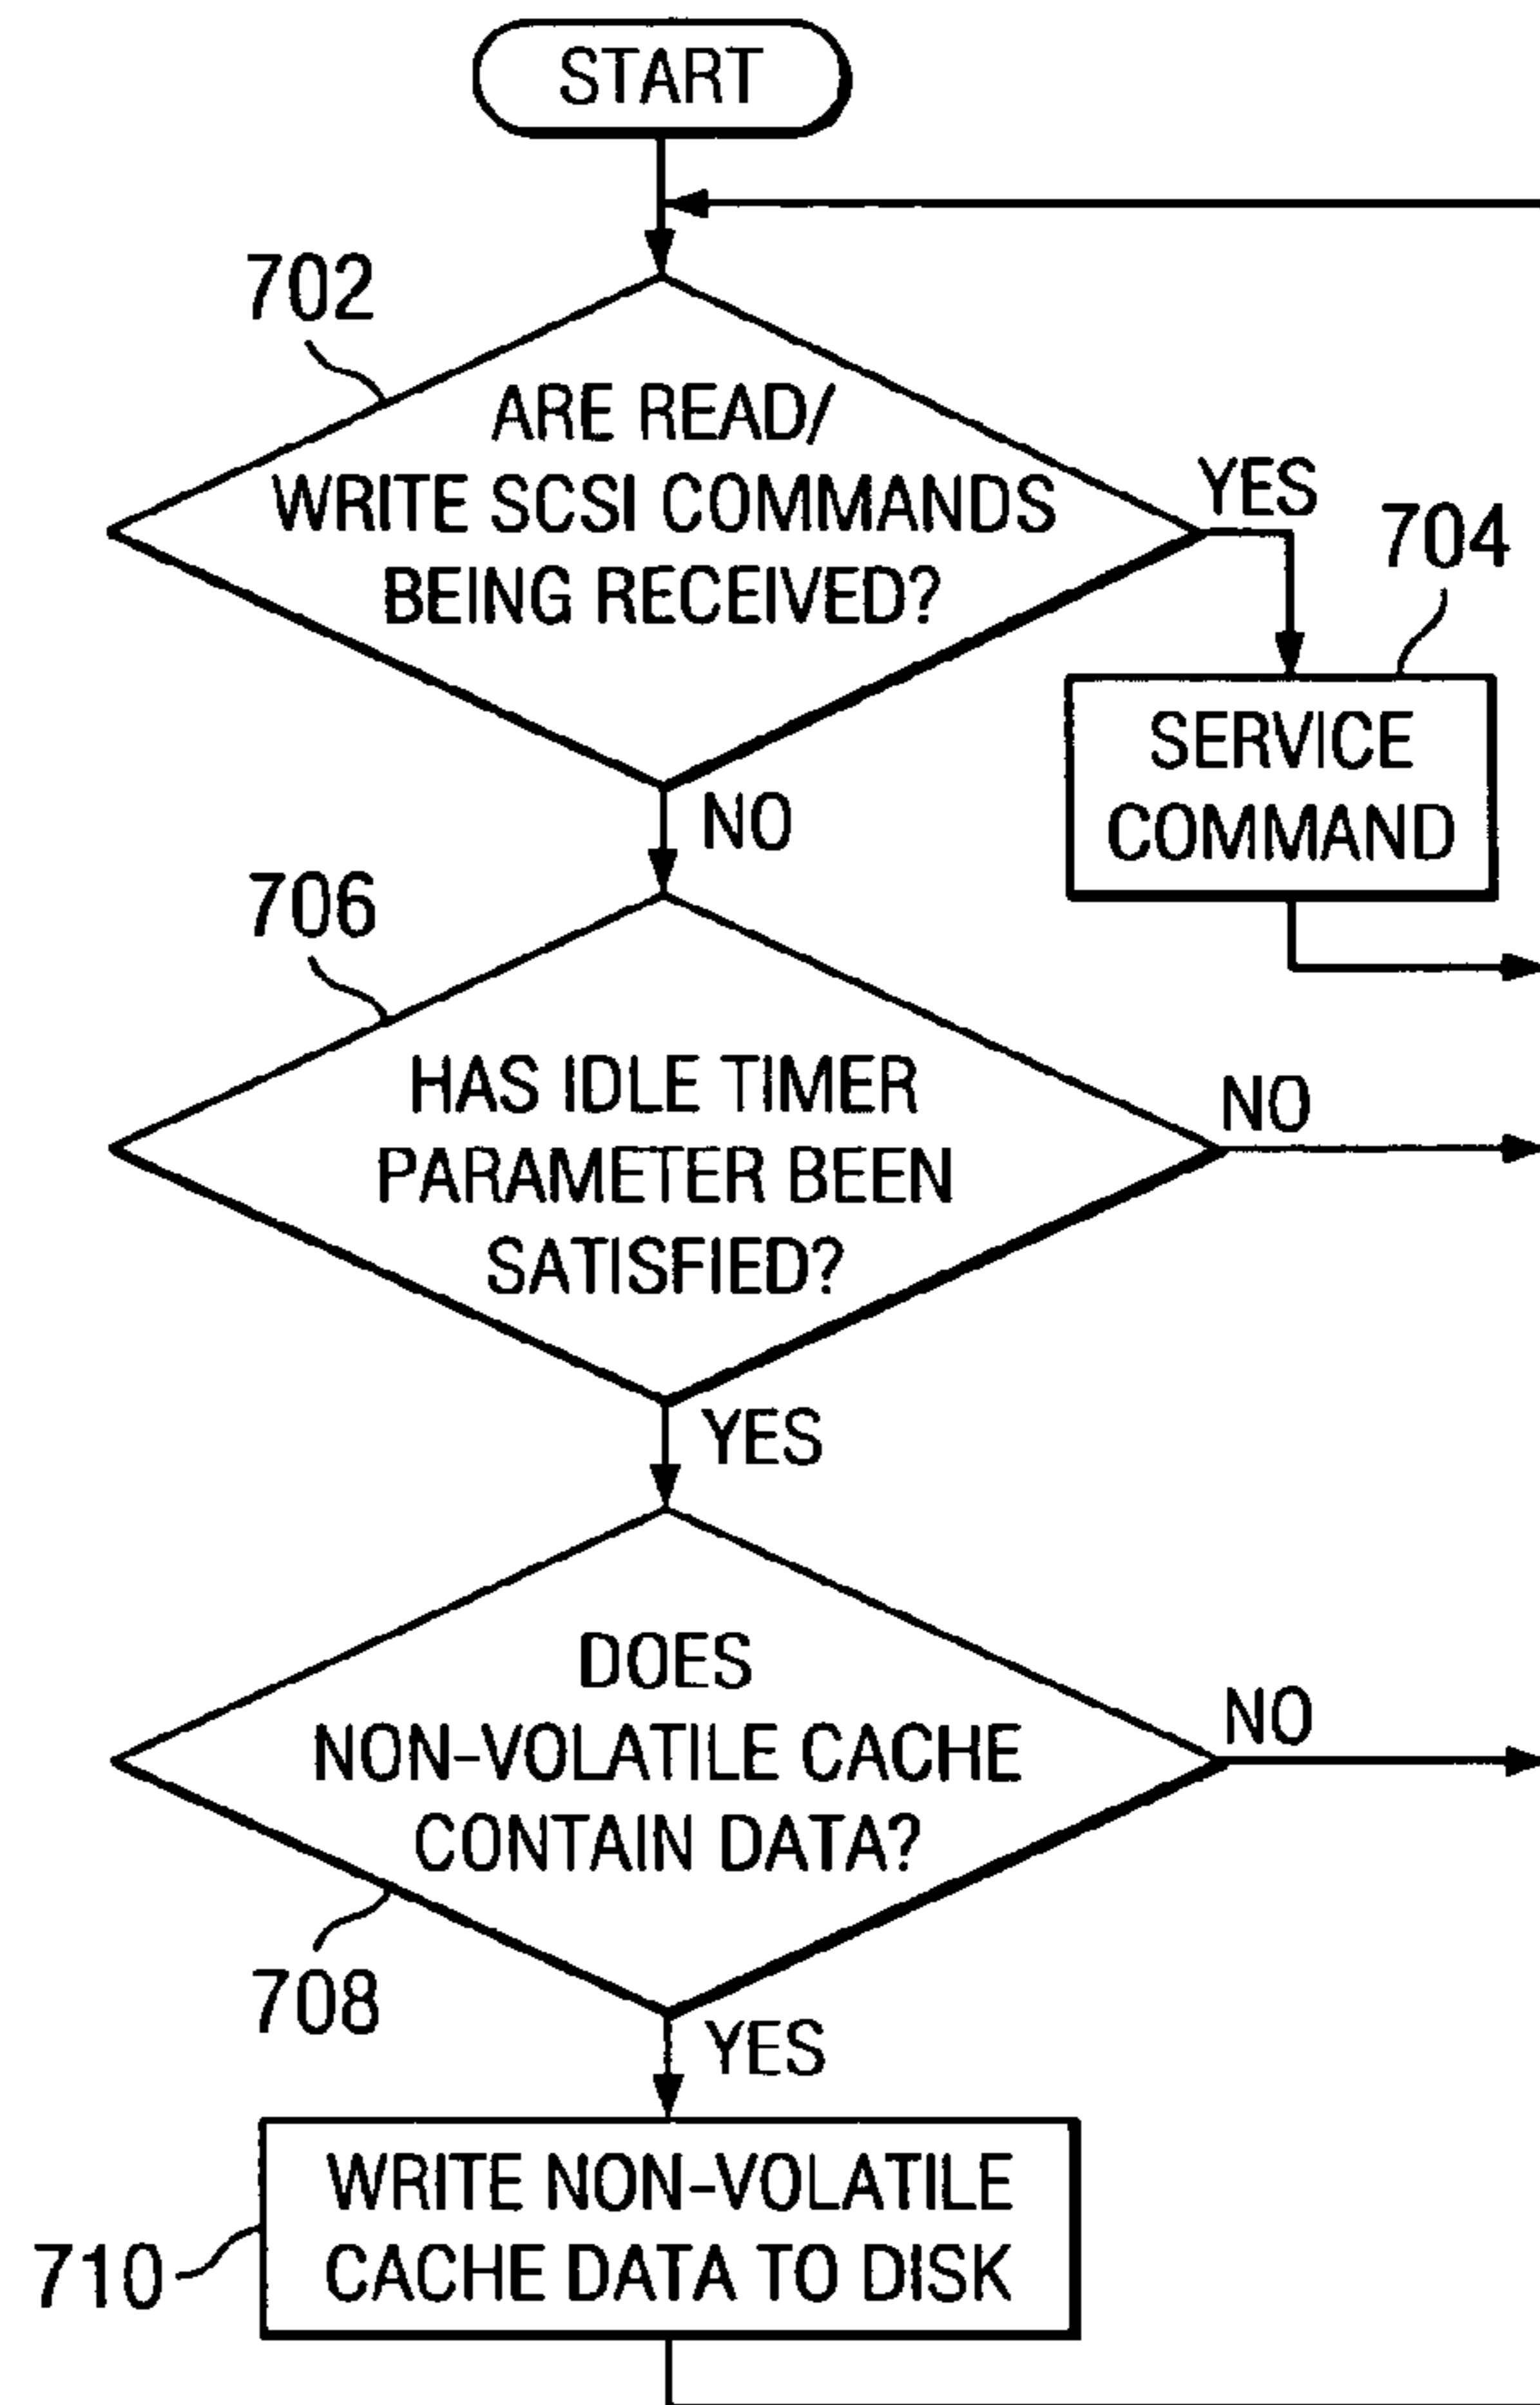 START
702
ARE READ/
WRITE SCSI COMMANDS
BEING RECEIVED?
YES
704
SERVICE
COMMAND
NO
706
HAS IDLE TIMER
PARAMETER BEEN
SATISFIED?
NO
YES
DOES
NON-VOLATILE CACHE
CONTAIN DATA?
NO
708
YES
WRITE NON-VOLATILE
CACHE DATA TO DISK
710